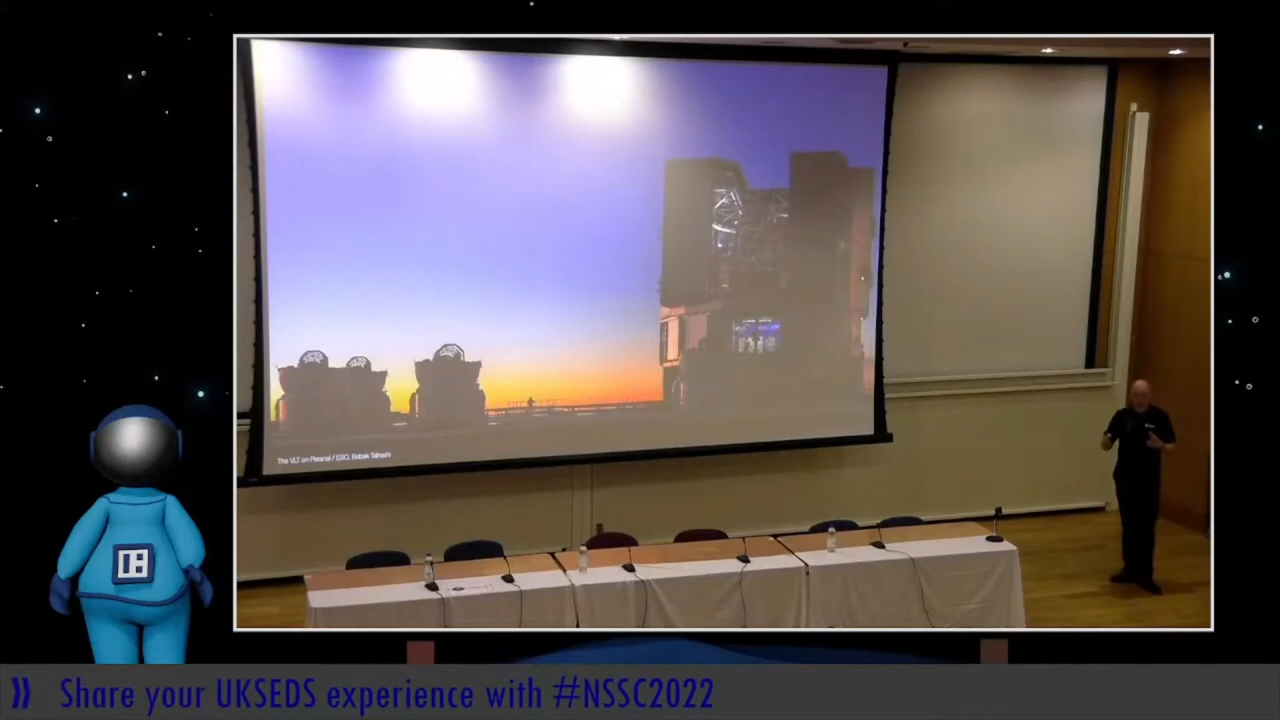 The VLT on Paranal / ESO, Babak Tafreshi
» Share your UKSEDS experience with #NSSC2022